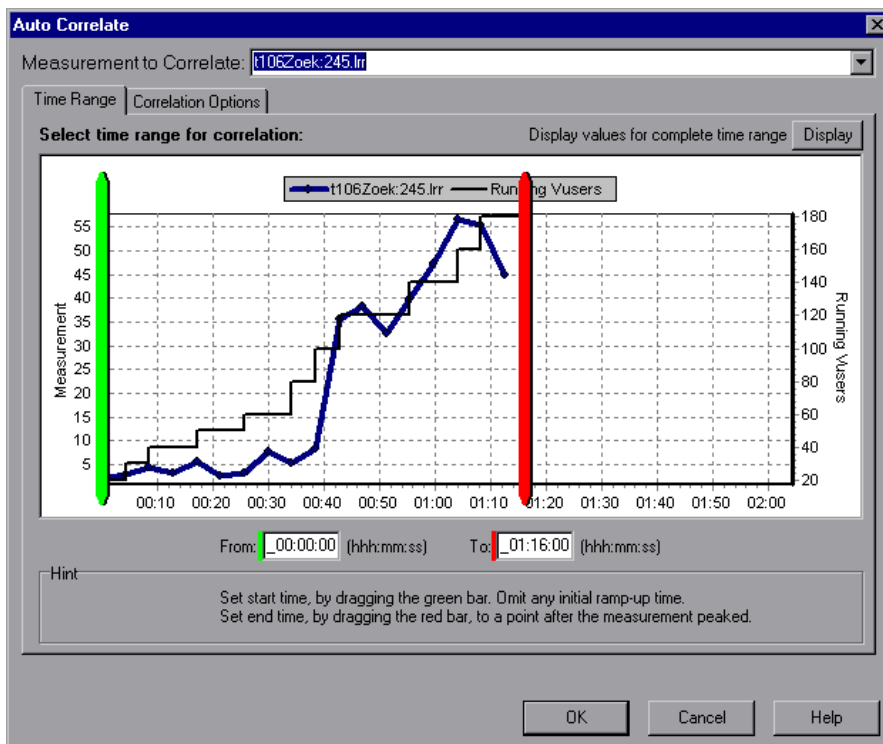 Auto Correlate
Measurement to Correlate: t106Zoek:245.lrr
Time Range Correlation Options
Select time range for correlation: Display values for complete time range Display
t106Zoek:245.lrr Running Vusers
55
50
45
40
35
30
25
20
15
10
5
Measurement
180
160
140
120
100
80
60
40
20
Running Vusers
00:10 00:20 00:30 00:40 00:50 01:00 01:10 01:20 01:30 01:40 01:50 02:00
From: _00:00:00 (hhh:mm:ss) To: _01:16:00 (hhh:mm:ss)
Hint
Set start time, by dragging the green bar. Omit any initial ramp-up time.
Set end time, by dragging the red bar, to a point after the measurement peaked.
OK Cancel Help